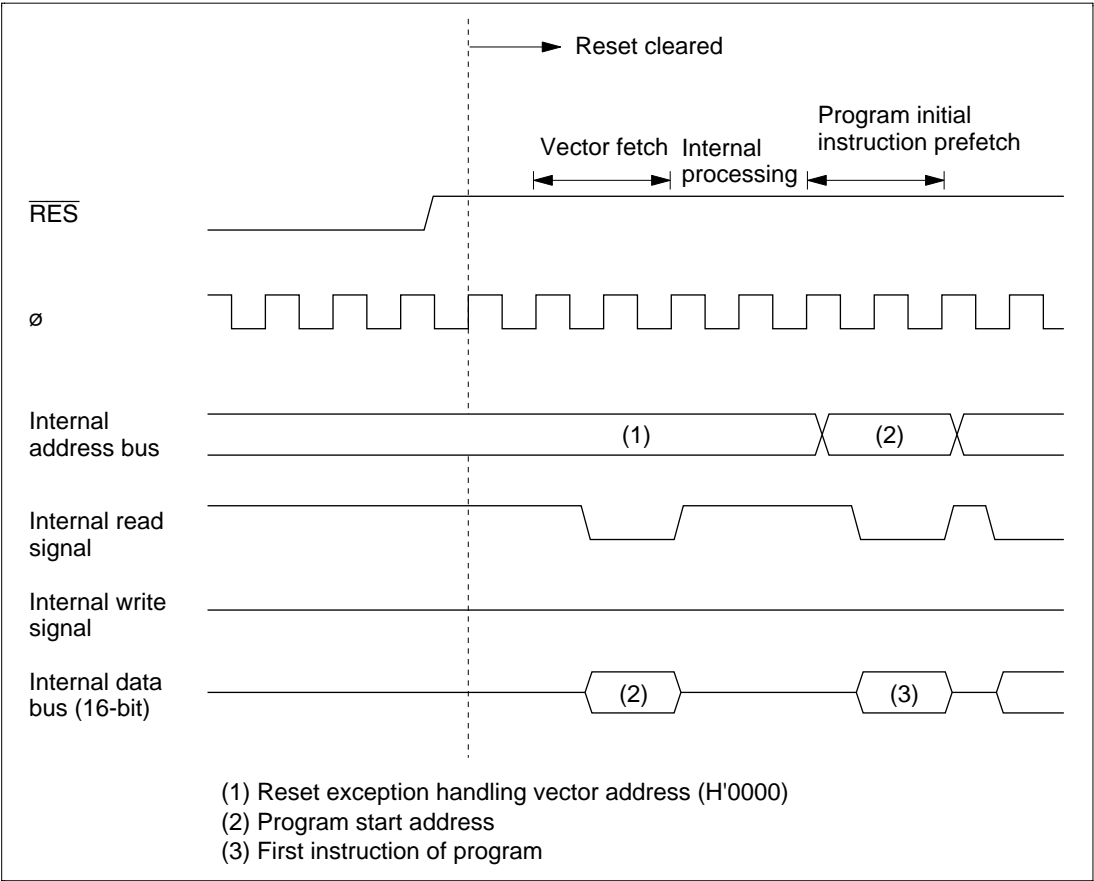 Reset cleared
Program initial
instruction prefetch
Vector fetch
Internal
processing
RES
ø
Internal
address bus
(1)
(2)
Internal read
signal
Internal write
signal
Internal data
bus (16-bit)
(2)
(3)
(1) Reset exception handling vector address (H'0000)
(2) Program start address
(3) First instruction of program